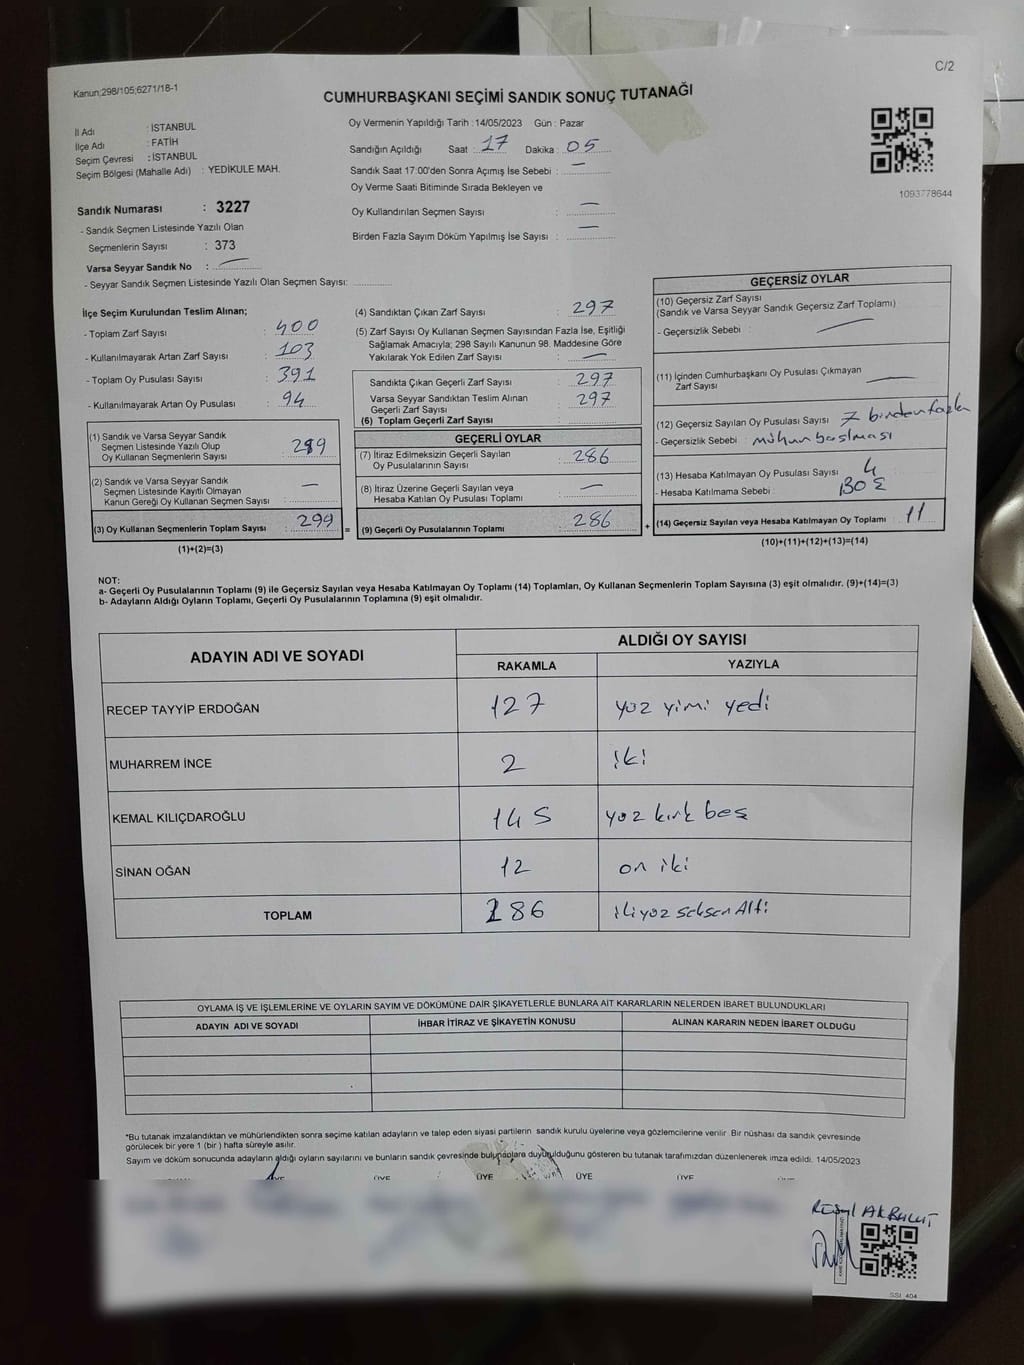 C/2
Kanun;298/105;6271/18-1
CUMHURBAŞKANI SEÇİMİ SANDIK SONUÇ TUTANAĞI
İl Adı : İSTANBUL
İlçe Adı : FATİH
Seçim Çevresi : İSTANBUL
Seçim Bölgesi (Mahalle Adı) : YEDİKULE MAH.
Oy Vermenin Yapıldığı Tarih : 14/05/2023 Gün : Pazar
Sandığın Açıldığı Saat : 17 Dakika : 05
Sandık Saat 17:00'den Sonra Açımış İse Sebebi : —
Oy Verme Saati Bitiminde Sırada Bekleyen ve
Oy Kullandırılan Seçmen Sayısı : —
Birden Fazla Sayım Döküm Yapılmış İse Sayısı : —
1093778644
Sandık Numarası : 3227
- Sandık Seçmen Listesinde Yazılı Olan
Seçmenlerin Sayısı : 373
Varsa Seyyar Sandık No : —
- Seyyar Sandık Seçmen Listesinde Yazılı Olan Seçmen Sayısı:
İlçe Seçim Kurulundan Teslim Alınan;
- Toplam Zarf Sayısı : 400
- Kullanılmayarak Artan Zarf Sayısı : 103
- Toplam Oy Pusulası Sayısı : 391
- Kullanılmayarak Artan Oy Pusulası : 94
(1) Sandık ve Varsa Seyyar Sandık
Seçmen Listesinde Yazılı Olup
Oy Kullanan Seçmenlerin Sayısı :
(2) Sandık ve Varsa Seyyar Sandık
Seçmen Listesinde Kayıtlı Olmayan
Kanun Gereği Oy Kullanan Seçmen Sayısı : —
(3) Oy Kullanan Seçmenlerin Toplam Sayısı : 299 =
(1)+(2)=(3)
(4) Sandıktan Çıkan Zarf Sayısı : 297
(5) Zarf Sayısı Oy Kullanan Seçmen Sayısından Fazla İse, Eşitliği
Sağlamak Amacıyla; 298 Sayılı Kanunun 98. Maddesine Göre
Yakılarak Yok Edilen Zarf Sayısı : —
Sandıkta Çıkan Geçerli Zarf Sayısı : 297
Varsa Seyyar Sandıktan Teslim Alınan
Geçerli Zarf Sayısı : 297
(6) Toplam Geçerli Zarf Sayısı
GEÇERLİ OYLAR
(7) İtiraz Edilmeksizin Geçerli Sayılan
Oy Pusulalarının Sayısı : 286
(8) İtiraz Üzerine Geçerli Sayılan veya
Hesaba Katılan Oy Pusulası Toplamı : —
(9) Geçerli Oy Pusulalarının Toplamı : 286 +
GEÇERSİZ OYLAR
(10) Geçersiz Zarf Sayısı
(Sandık ve Varsa Seyyar Sandık Geçersiz Zarf Toplamı)
- Geçersizlik Sebebi : —
(11) İçinden Cumhurbaşkanı Oy Pusulası Çıkmayan
Zarf Sayısı —
(12) Geçersiz Sayılan Oy Pusulası Sayısı : 7 birden fazla
- Geçersizlik Sebebi : mühür basılması
(13) Hesaba Katılmayan Oy Pusulası Sayısı : 4
- Hesaba Katılmama Sebebi : BOŞ
(14) Geçersiz Sayılan veya Hesaba Katılmayan Oy Toplamı : 11
(10)+(11)+(12)+(13)=(14)
NOT:
a- Geçerli Oy Pusulalarının Toplamı (9) ile Geçersiz Sayılan veya Hesaba Katılmayan Oy Toplamı (14) Toplamları, Oy Kullanan Seçmenlerin Toplam Sayısına (3) eşit olmalıdır. (9)+(14)=(3)
b- Adayların Aldığı Oyların Toplamı, Geçerli Oy Pusulalarının Toplamına (9) eşit olmalıdır.
ADAYIN ADI VE SOYADI ALDIĞI OY SAYISI
RAKAMLA YAZIYLA
RECEP TAYYİP ERDOĞAN 127 yüz yimi yedi
MUHARREM İNCE 2 iki
KEMAL KILIÇDAROĞLU 145 yüz kırk beş
SİNAN OĞAN 12 on iki
TOPLAM 286 ikiyüz seksen Altı
OYLAMA İŞ VE İŞLEMLERİNE VE OYLARIN SAYIM VE DÖKÜMÜNE DAİR ŞİKAYETLERLE BUNLARA AİT KARARLARIN NELERDEN İBARET BULUNDUKLARI
ADAYIN ADI VE SOYADI İHBAR İTİRAZ VE ŞİKAYETİN KONUSU ALINAN KARARIN NEDEN İBARET OLDUĞU
*Bu tutanak imzalandıktan ve mühürlendikten sonra seçime katılan adayların ve talep eden siyasi partilerin sandık kurulu üyelerine veya gözlemcilerine verilir. Bir nüshası da sandık çevresinde
görülecek bir yere 1 (bir) hafta süreyle asılır.
Sayım ve döküm sonucunda adayların aldığı oyların sayılarını ve bunların sandık çevresinde bulunanlara duyurulduğunu gösteren bu tutanak tarafımızdan düzenlenerek imza edildi. 14/05/2023
ÜYE ÜYE ÜYE ÜYE
AKBULUT
SSI_404